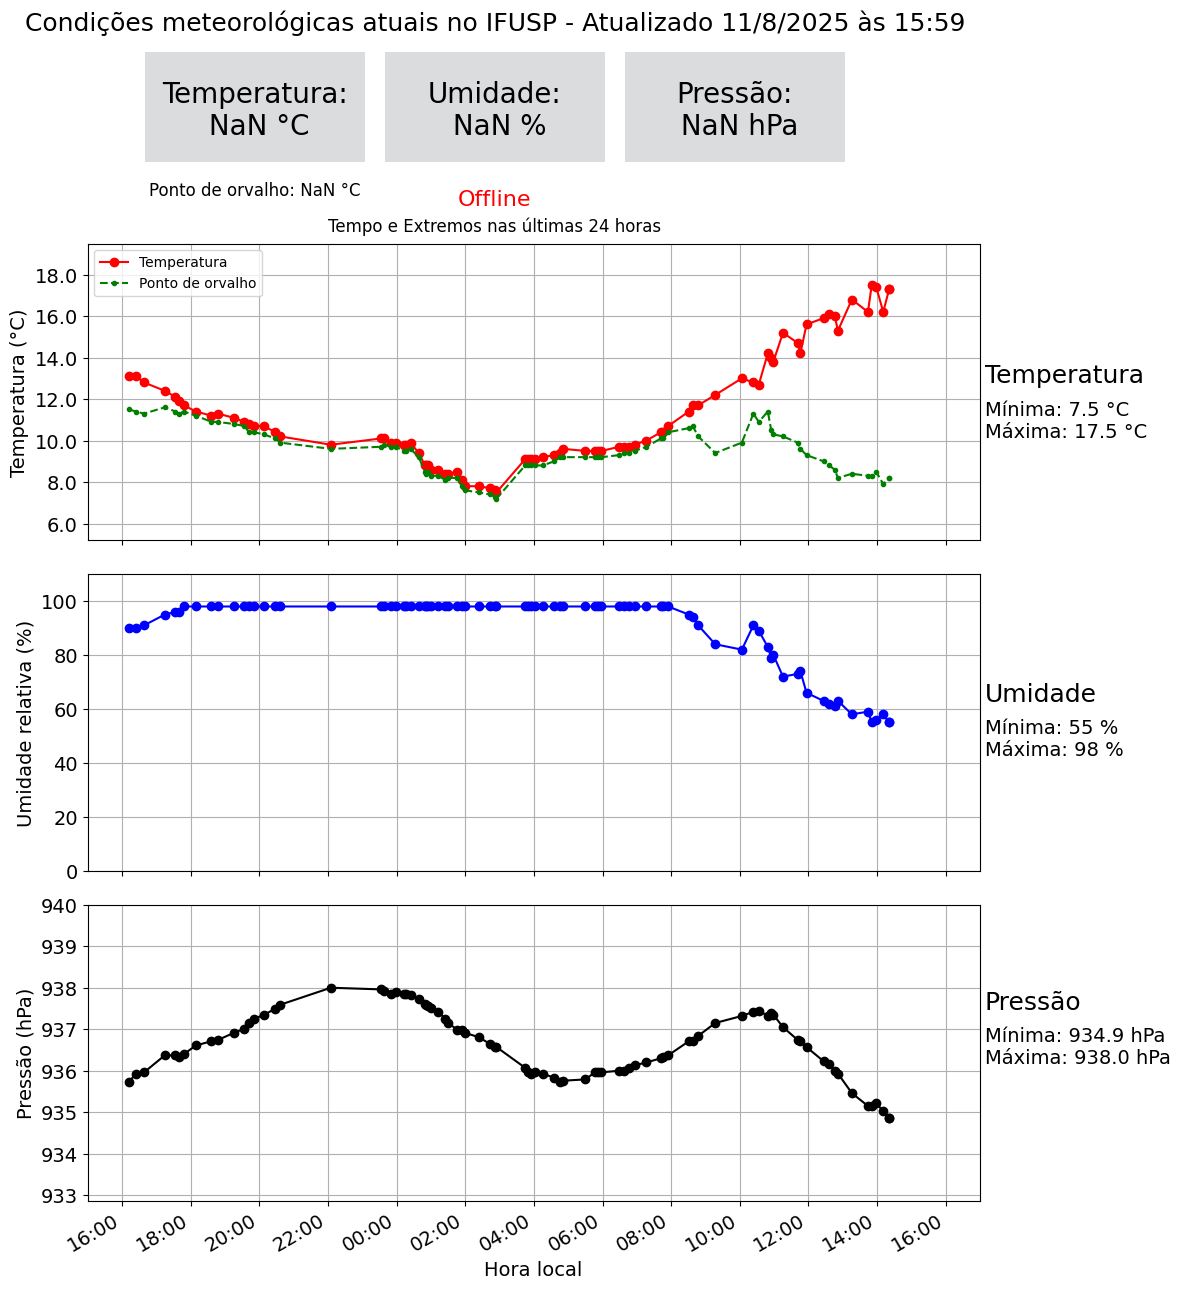 Condições meteorológicas atuais no IFUSP - Atualizado 11/8/2025 às 15:59
Temperatura:
NaN °C
Umidade:
NaN %
Pressão:
NaN hPa
Ponto de orvalho: NaN °C
Offline
Tempo e Extremos nas últimas 24 horas
Temperatura
Ponto de orvalho
Temperatura (°C)
18.0
16.0
14.0
12.0
10.0
8.0
6.0
Temperatura
Mínima: 7.5 °C
Máxima: 17.5 °C
Umidade relativa (%)
100
80
60
40
20
0
Umidade
Mínima: 55 %
Máxima: 98 %
Pressão (hPa)
940
939
938
937
936
935
934
933
Pressão
Mínima: 934.9 hPa
Máxima: 938.0 hPa
16:00
18:00
20:00
22:00
00:00
02:00
04:00
06:00
08:00
10:00
12:00
14:00
16:00
Hora local